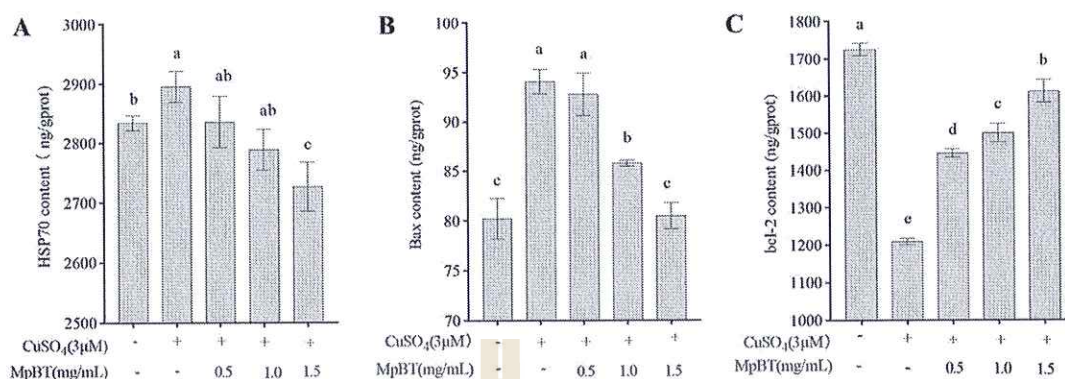 A
HSP70 content ( ng/gprot)
3000
2900
2800
2700
2600
2500
b
a
ab
ab
c
CuSO₄(3μM) - + + + +
MpBT(mg/mL) - - 0.5 1.0 1.5
B
Bax content (ng/gprot)
100
95
90
85
80
75
70
c
a
a
b
c
CuSO₄(3μM) - + + + +
MpBT(mg/mL) - - 0.5 1.0 1.5
C
bcl-2 content (ng/gprot)
1800
1700
1600
1500
1400
1300
1200
1100
1000
a
e
d
c
b
CuSO₄(3μM) - + + + +
MpBT(mg/mL) - - 0.5 1.0 1.5